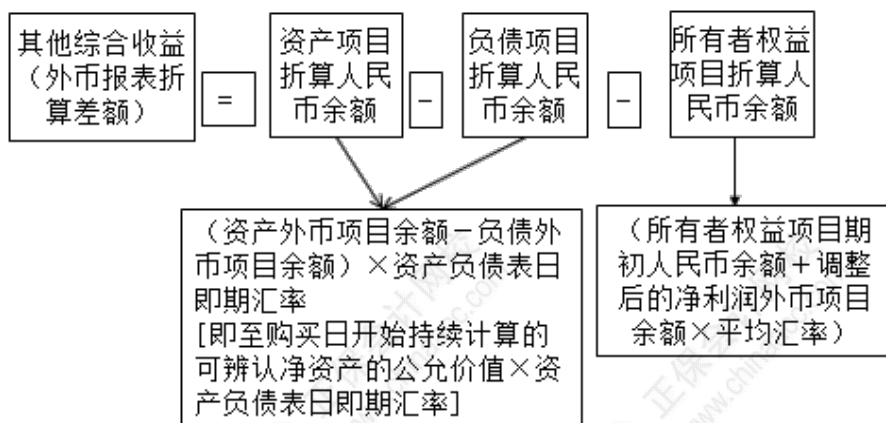 其他综合收益
（外币报表折
算差额）
=
资产项目
折算人民
币余额
－
负债项目
折算人民
币余额
－
所有者权益
项目折算人
民币余额
（资产外币项目余额－负债外
币项目余额）×资产负债表日
即期汇率
[即至购买日开始持续计算的
可辨认净资产的公允价值×资
产负债表日即期汇率]
（所有者权益项目期
初人民币余额＋调整
后的净利润外币项目
余额×平均汇率）